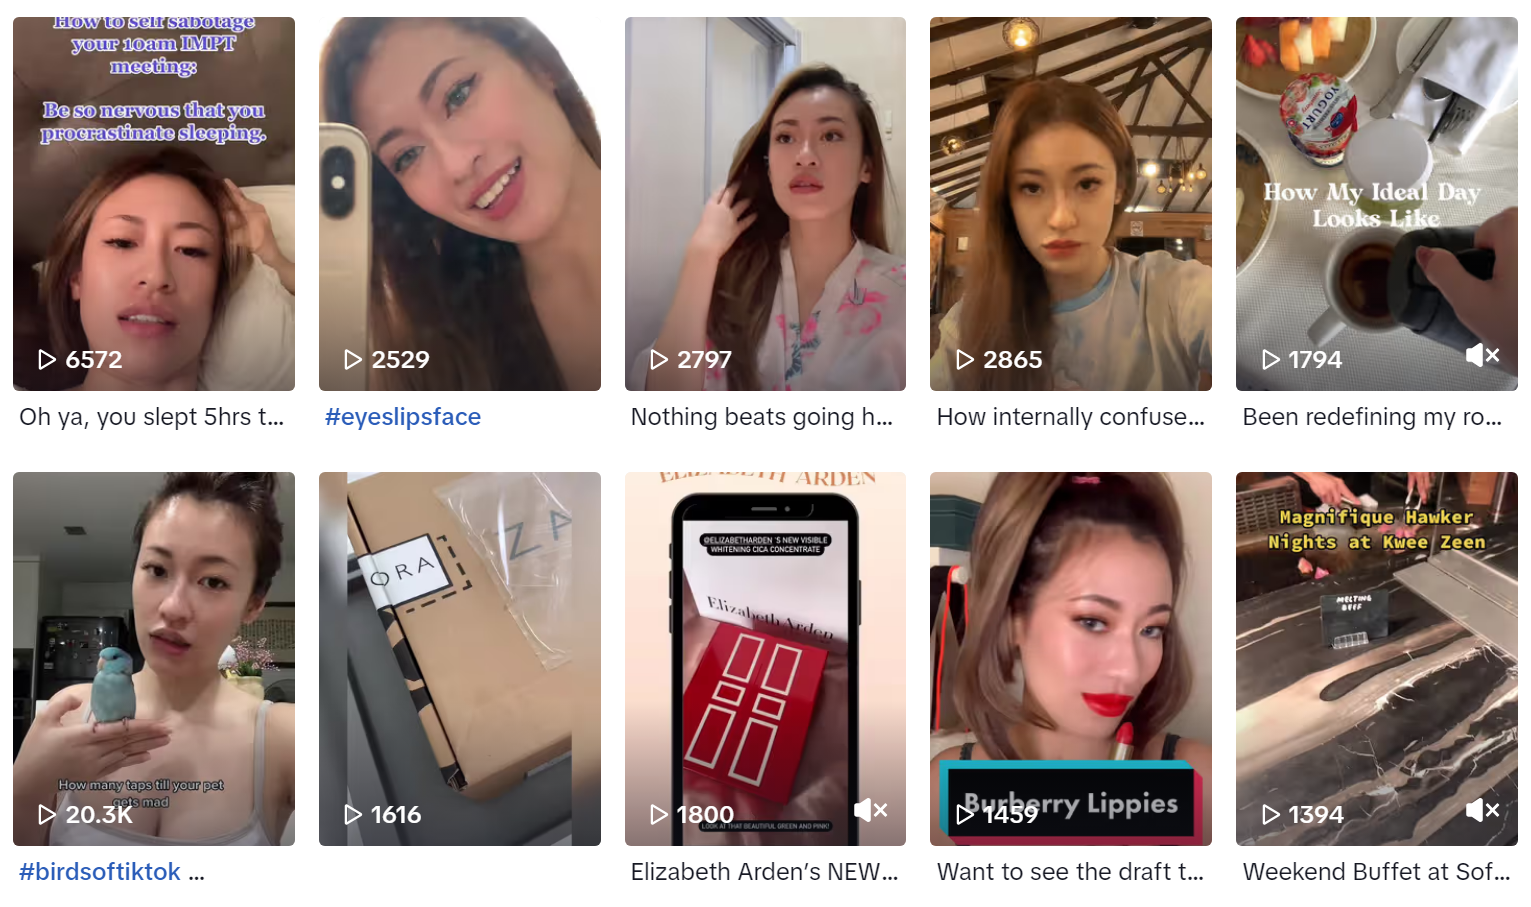 How to self sabotage
your 10am IMPT
meeting:
Be so nervous that you
procrastinate sleeping.
6572
2529
2797
2865
YOGURT
How My Ideal Day
Looks Like
1794
Oh ya, you slept 5hrs t...
#eyeslipsface
Nothing beats going h...
How internally confuse...
Been redefining my ro...
How many taps till your pet
gets mad
20.3K
ZA
ORA
1616
ELIZABETH ARDEN
@ELIZABETHARDEN 'S NEW VISIBLE
WHITENING CICA CONCENTRATE
Elizabeth Arden
1800
LOOK AT THAT BEAUTIFUL GREEN AND PINK!
Burberry Lippies
1459
Magnifique Hawker
Nights at Kwee Zeen
MELTING
BEEF
1394
#birdsoftiktok ...
Elizabeth Arden's NEW...
Want to see the draft t...
Weekend Buffet at Sof...